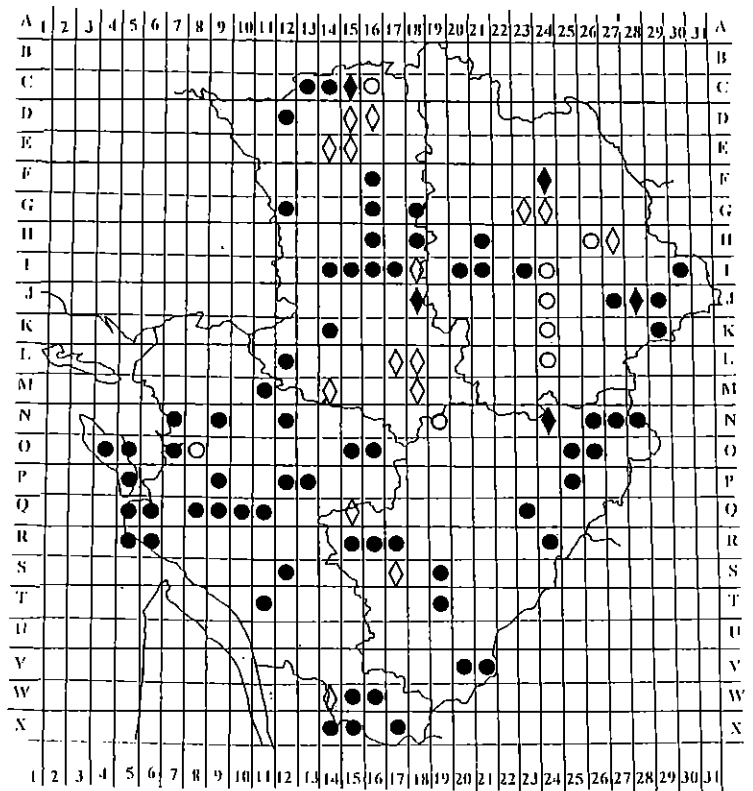 A 1 2 3 4 5 6 7 8 9 10 11 12 13 14 15 16 17 18 19 20 21 22 23 24 25 26 27 28 29 30 31 A
B B
C C
D D
E E
F F
G G
H H
I I
J J
K K
L L
M M
N N
O O
P P
Q Q
R R
S S
T T
U U
V V
W W
X X
1 2 3 4 5 6 7 8 9 10 11 12 13 14 15 16 17 18 19 20 21 22 23 24 25 26 27 28 29 30 31